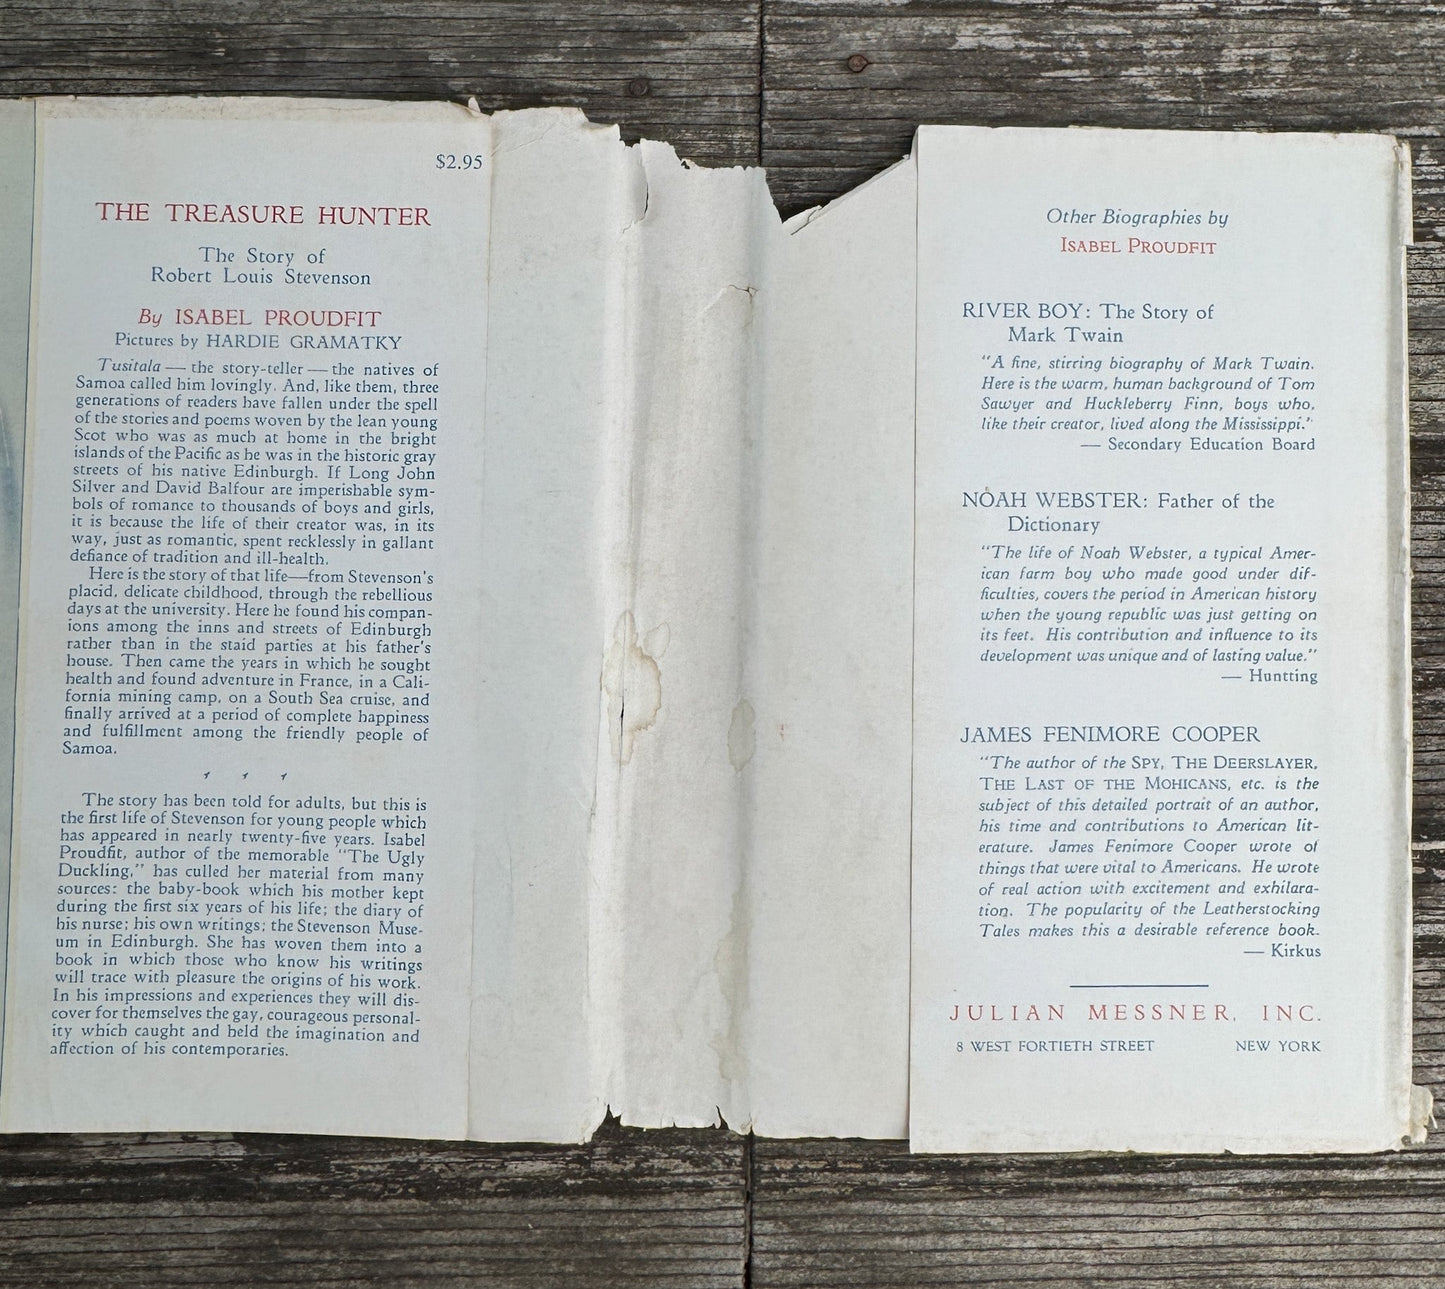 $2.95
THE TREASURE HUNTER
The Story of
Robert Louis Stevenson
By ISABEL PROUDFIT
Pictures by HARDIE GRAMATKY
Tusitala — the story-teller — the natives of
Samoa called him lovingly. And, like them, three
generations of readers have fallen under the spell
of the stories and poems woven by the lean young
Scot who was as much at home in the bright
islands of the Pacific as he was in the historic gray
streets of his native Edinburgh. If Long John
Silver and David Balfour are imperishable sym-
bols of romance to thousands of boys and girls,
it is because the life of their creator was, in its
way, just as romantic, spent recklessly in gallant
defiance of tradition and ill-health.
Here is the story of that life—from Stevenson's
placid, delicate childhood, through the rebellious
days at the university. Here he found his compan-
ions among the inns and streets of Edinburgh
rather than in the staid parties at his father's
house. Then came the years in which he sought
health and found adventure in France, in a Cali-
fornia mining camp, on a South Sea cruise, and
finally arrived at a period of complete happiness
and fulfillment among the friendly people of
Samoa.
The story has been told for adults, but this is
the first life of Stevenson for young people which
has appeared in nearly twenty-five years. Isabel
Proudfit, author of the memorable "The Ugly
Duckling," has culled her material from many
sources: the baby-book which his mother kept
during the first six years of his life; the diary of
his nurse; his own writings; the Stevenson Muse-
um in Edinburgh. She has woven them into a
book in which those who know his writings
will trace with pleasure the origins of his work.
In his impressions and experiences they will dis-
cover for themselves the gay, courageous personal-
ity which caught and held the imagination and
affection of his contemporaries.
Other Biographies by
ISABEL PROUDFIT
RIVER BOY: The Story of
Mark Twain
"A fine, stirring biography of Mark Twain.
Here is the warm, human background of Tom
Sawyer and Huckleberry Finn, boys who,
like their creator, lived along the Mississippi."
— Secondary Education Board
NOAH WEBSTER: Father of the
Dictionary
"The life of Noah Webster, a typical Amer-
ican farm boy who made good under dif-
ficulties, covers the period in American history
when the young republic was just getting on
its feet. His contribution and influence to its
development was unique and of lasting value."
— Huntting
JAMES FENIMORE COOPER
"The author of the SPY, THE DEERSLAYER,
THE LAST OF THE MOHICANS, etc. is the
subject of this detailed portrait of an author,
his time and contributions to American lit-
erature. James Fenimore Cooper wrote of
things that were vital to Americans. He wrote
of real action with excitement and exhilara-
tion. The popularity of the Leatherstocking
Tales makes this a desirable reference book.
— Kirkus
JULIAN MESSNER, INC.
8 WEST FORTIETH STREET NEW YORK